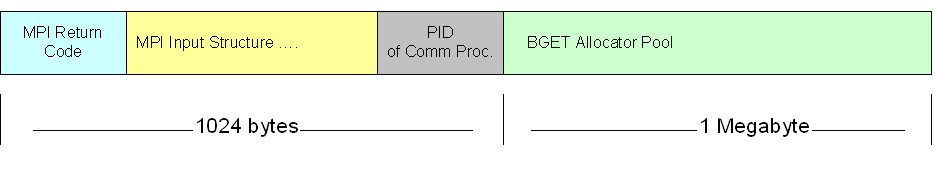 MPI Return
Code
MPI Input Structure ....
PID
of Comm Proc.
BGET Allocator Pool
1024 bytes
1 Megabyte